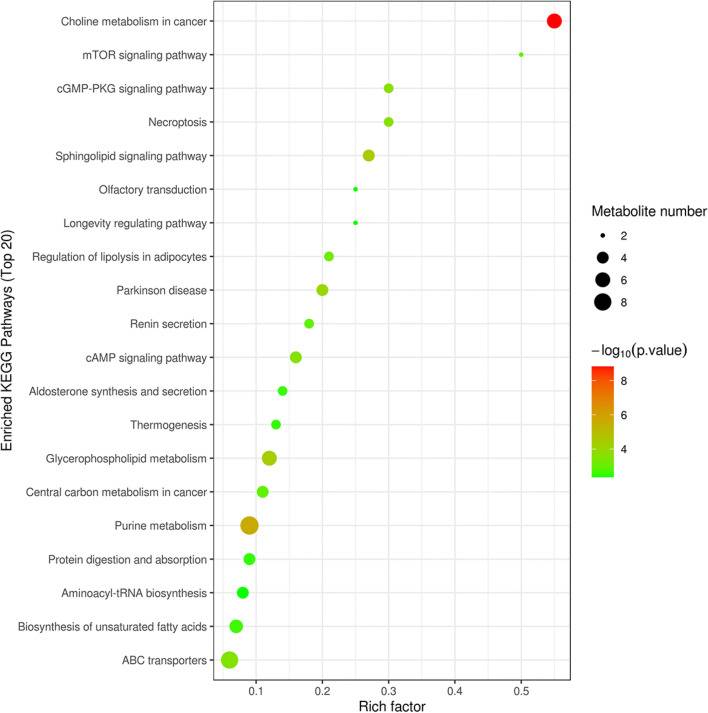 Enriched KEGG Pathways (Top 20)
Choline metabolism in cancer
mTOR signaling pathway
cGMP-PKG signaling pathway
Necroptosis
Sphingolipid signaling pathway
Olfactory transduction
Longevity regulating pathway
Regulation of lipolysis in adipocytes
Parkinson disease
Renin secretion
cAMP signaling pathway
Aldosterone synthesis and secretion
Thermogenesis
Glycerophospholipid metabolism
Central carbon metabolism in cancer
Purine metabolism
Protein digestion and absorption
Aminoacyl-tRNA biosynthesis
Biosynthesis of unsaturated fatty acids
ABC transporters
0.1 0.2 0.3 0.4 0.5
Rich factor
Metabolite number
2
4
6
8
−log10(p.value)
8
6
4